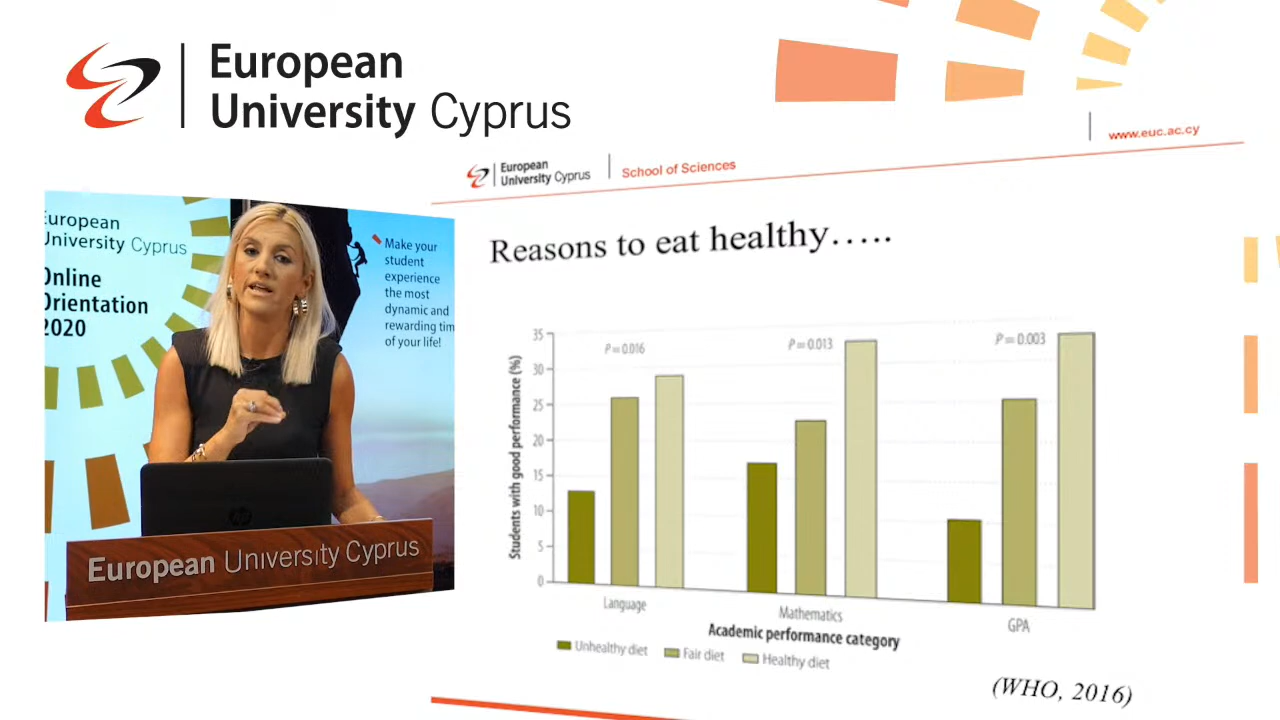 European
University Cyprus
www.euc.ac.cy
European
University Cyprus
School of Sciences
European
University Cyprus
Online
Orientation
2020
Make your
student
experience
the most
dynamic and
rewarding tim
of your life!
European University Cyprus
Reasons to eat healthy.....
Students with good performance (%)
35
30
25
20
15
10
5
0
P = 0.016
P = 0.013
P = 0.003
Language
Mathematics
GPA
Academic performance category
Unhealthy diet
Fair diet
Healthy diet
(WHO, 2016)